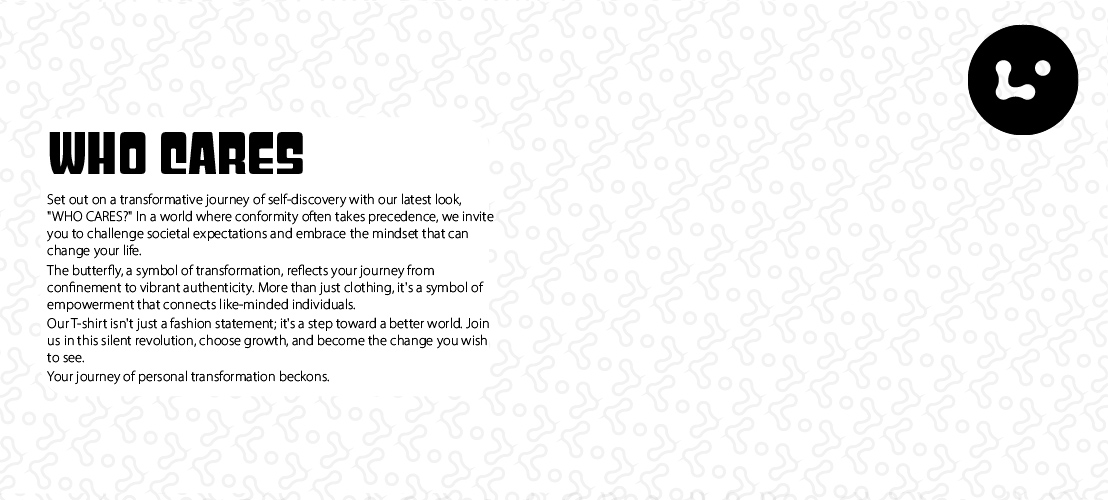 WHO CARES
Set out on a transformative journey of self-discovery with our latest look,
"WHO CARES?" In a world where conformity often takes precedence, we invite
you to challenge societal expectations and embrace the mindset that can
change your life.
The butterfly, a symbol of transformation, reflects your journey from
confinement to vibrant authenticity. More than just clothing, it's a symbol of
empowerment that connects like-minded individuals.
Our T-shirt isn't just a fashion statement; it's a step toward a better world. Join
us in this silent revolution, choose growth, and become the change you wish
to see.
Your journey of personal transformation beckons.